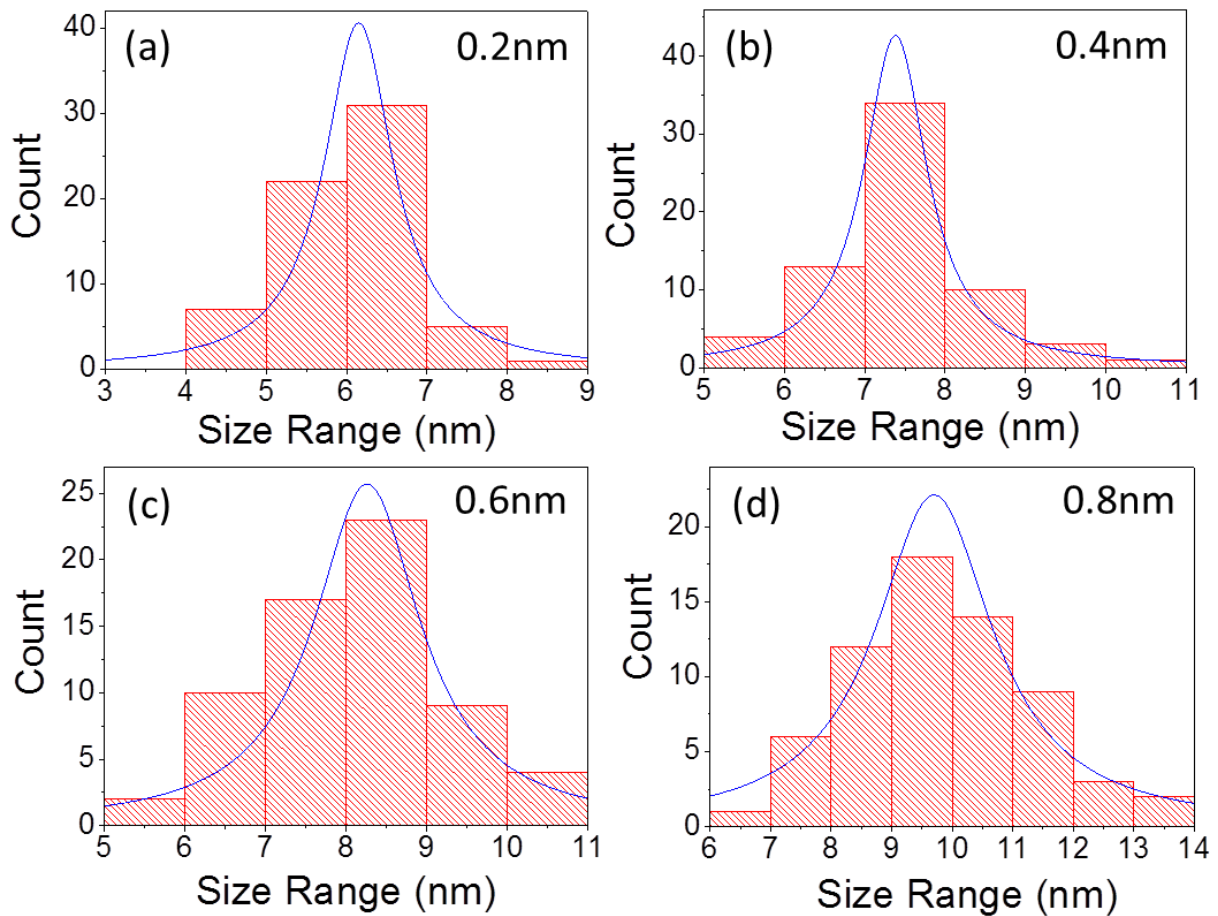 (a) 0.2nm
Count
40
30
20
10
0
3 4 5 6 7 8 9
Size Range (nm)
(b) 0.4nm
Count
40
30
20
10
0
5 6 7 8 9 10 11
Size Range (nm)
(c) 0.6nm
Count
25
20
15
10
5
0
5 6 7 8 9 10 11
Size Range (nm)
(d) 0.8nm
Count
20
15
10
5
0
6 7 8 9 10 11 12 13 14
Size Range (nm)